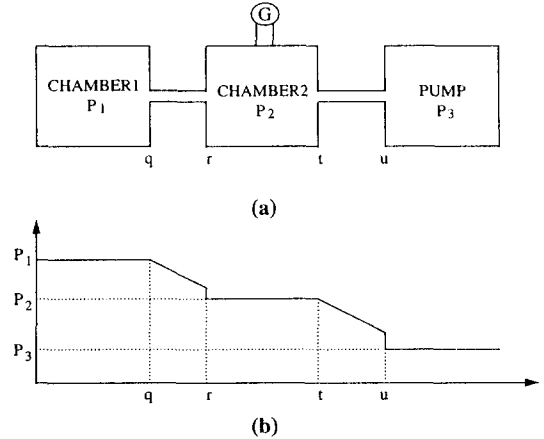 G
CHAMBER1
P1
CHAMBER2
P2
PUMP
P3
q r t u
(a)
P1
P2
P3
q r t u
(b)